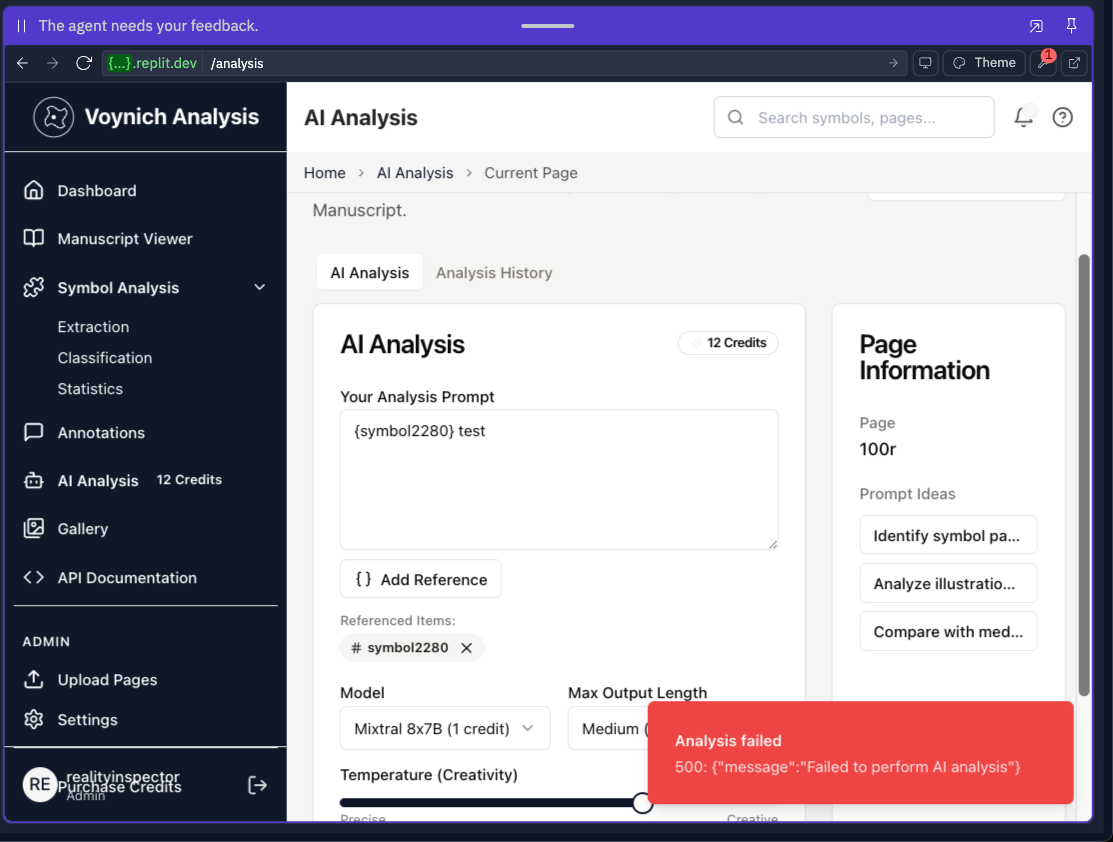 The agent needs your feedback.
{...}.replit.dev /analysis
Theme
1
Voynich Analysis
Dashboard
Manuscript Viewer
Symbol Analysis
Extraction
Classification
Statistics
Annotations
AI Analysis 12 Credits
Gallery
API Documentation
ADMIN
Upload Pages
Settings
RE
realityinspector
Purchase Credits
Admin
AI Analysis
Search symbols, pages...
Home > AI Analysis > Current Page
Manuscript.
AI Analysis
Analysis History
AI Analysis
12 Credits
Your Analysis Prompt
{symbol2280} test
{ } Add Reference
Referenced Items:
# symbol2280 ×
Model
Mixtral 8x7B (1 credit)
Max Output Length
Medium (
Temperature (Creativity)
Precise
Creative
Page
Information
Page
100r
Prompt Ideas
Identify symbol pa...
Analyze illustratio...
Compare with med...
Analysis failed
500: {"message":"Failed to perform AI analysis"}